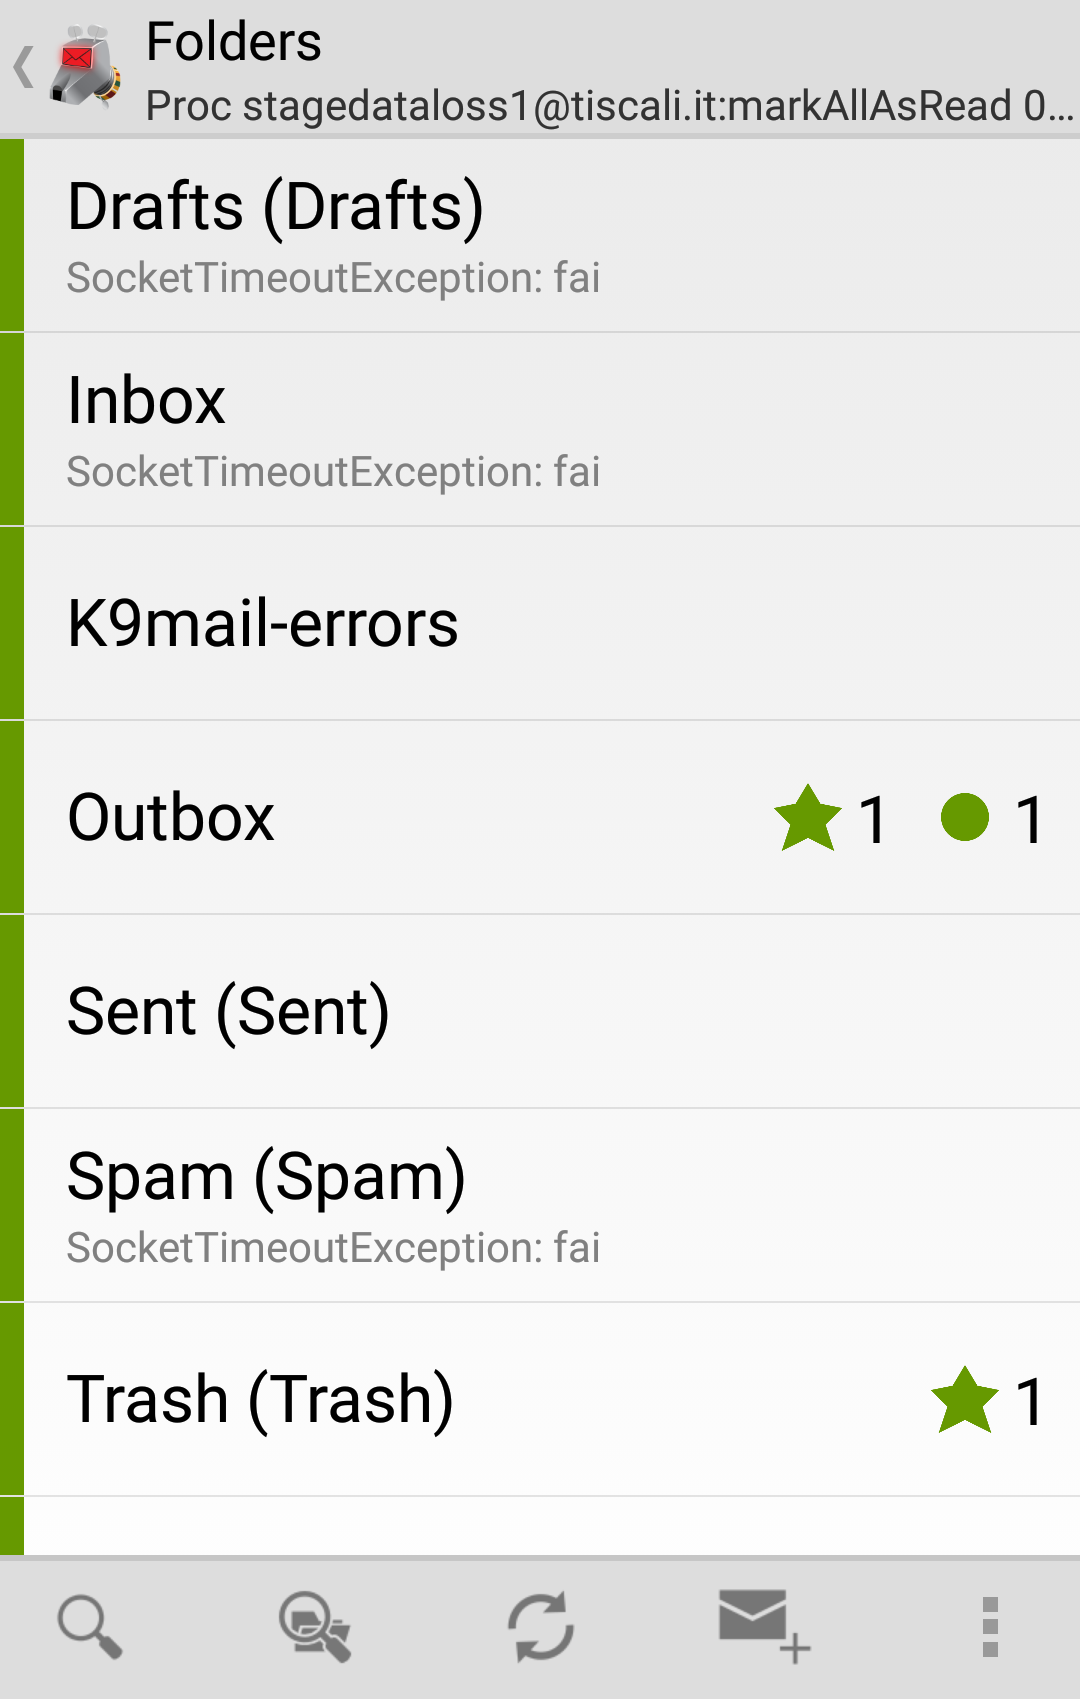 Folders
Proc stagedataloss1@tiscali.it:markAllAsRead 0...
Drafts (Drafts)
SocketTimeoutException: fai
Inbox
SocketTimeoutException: fai
K9mail-errors
Outbox 1 1
Sent (Sent)
Spam (Spam)
SocketTimeoutException: fai
Trash (Trash) 1